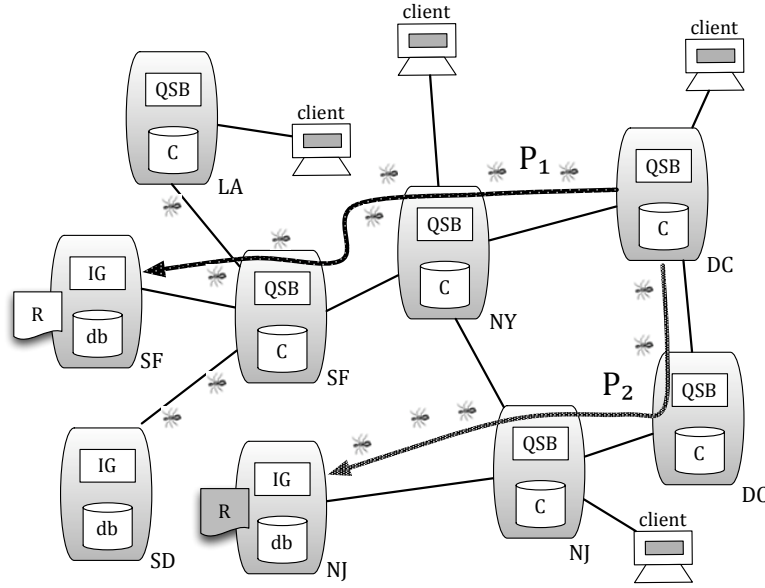 client
client
QSB
C
LA
client
P1
QSB
C
DC
QSB
C
NY
IG
db
R
SF
QSB
C
SF
P2
QSB
C
DC
IG
db
SD
IG
db
R
NJ
QSB
C
NJ
client